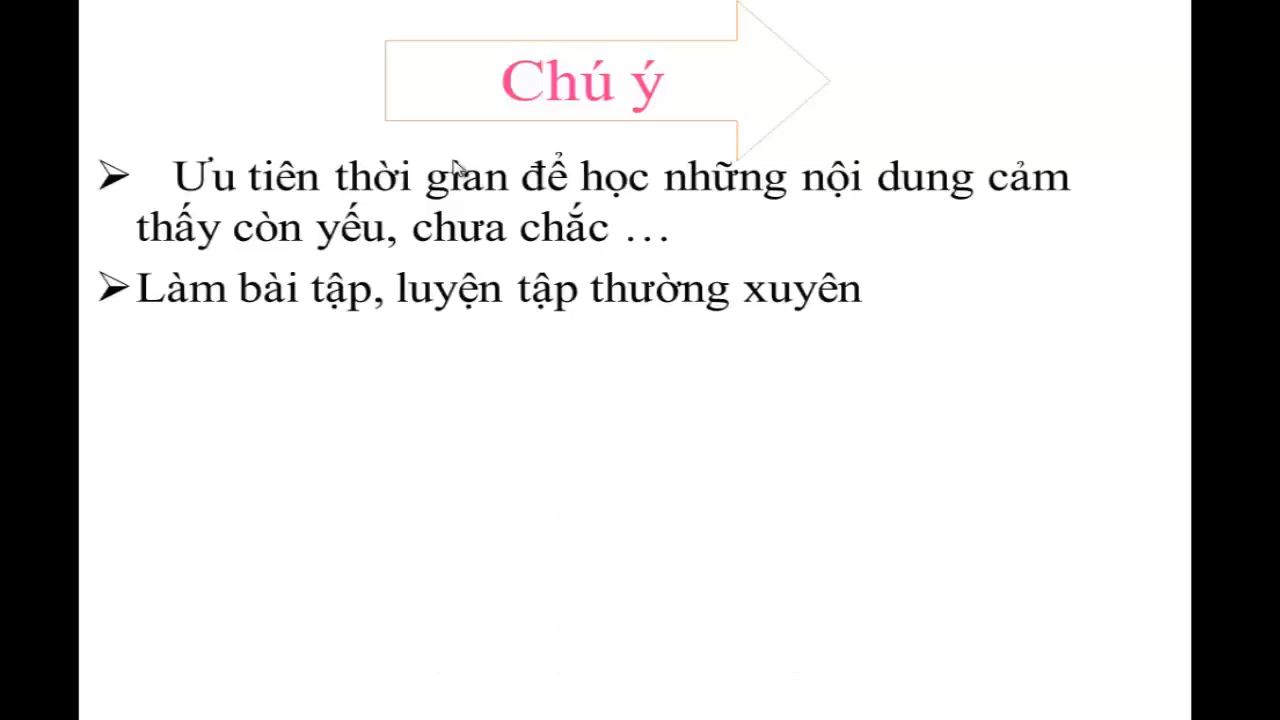 Chú ý
Ưu tiên thời gian để học những nội dung cảm
thấy còn yếu, chưa chắc …
Làm bài tập, luyện tập thường xuyên